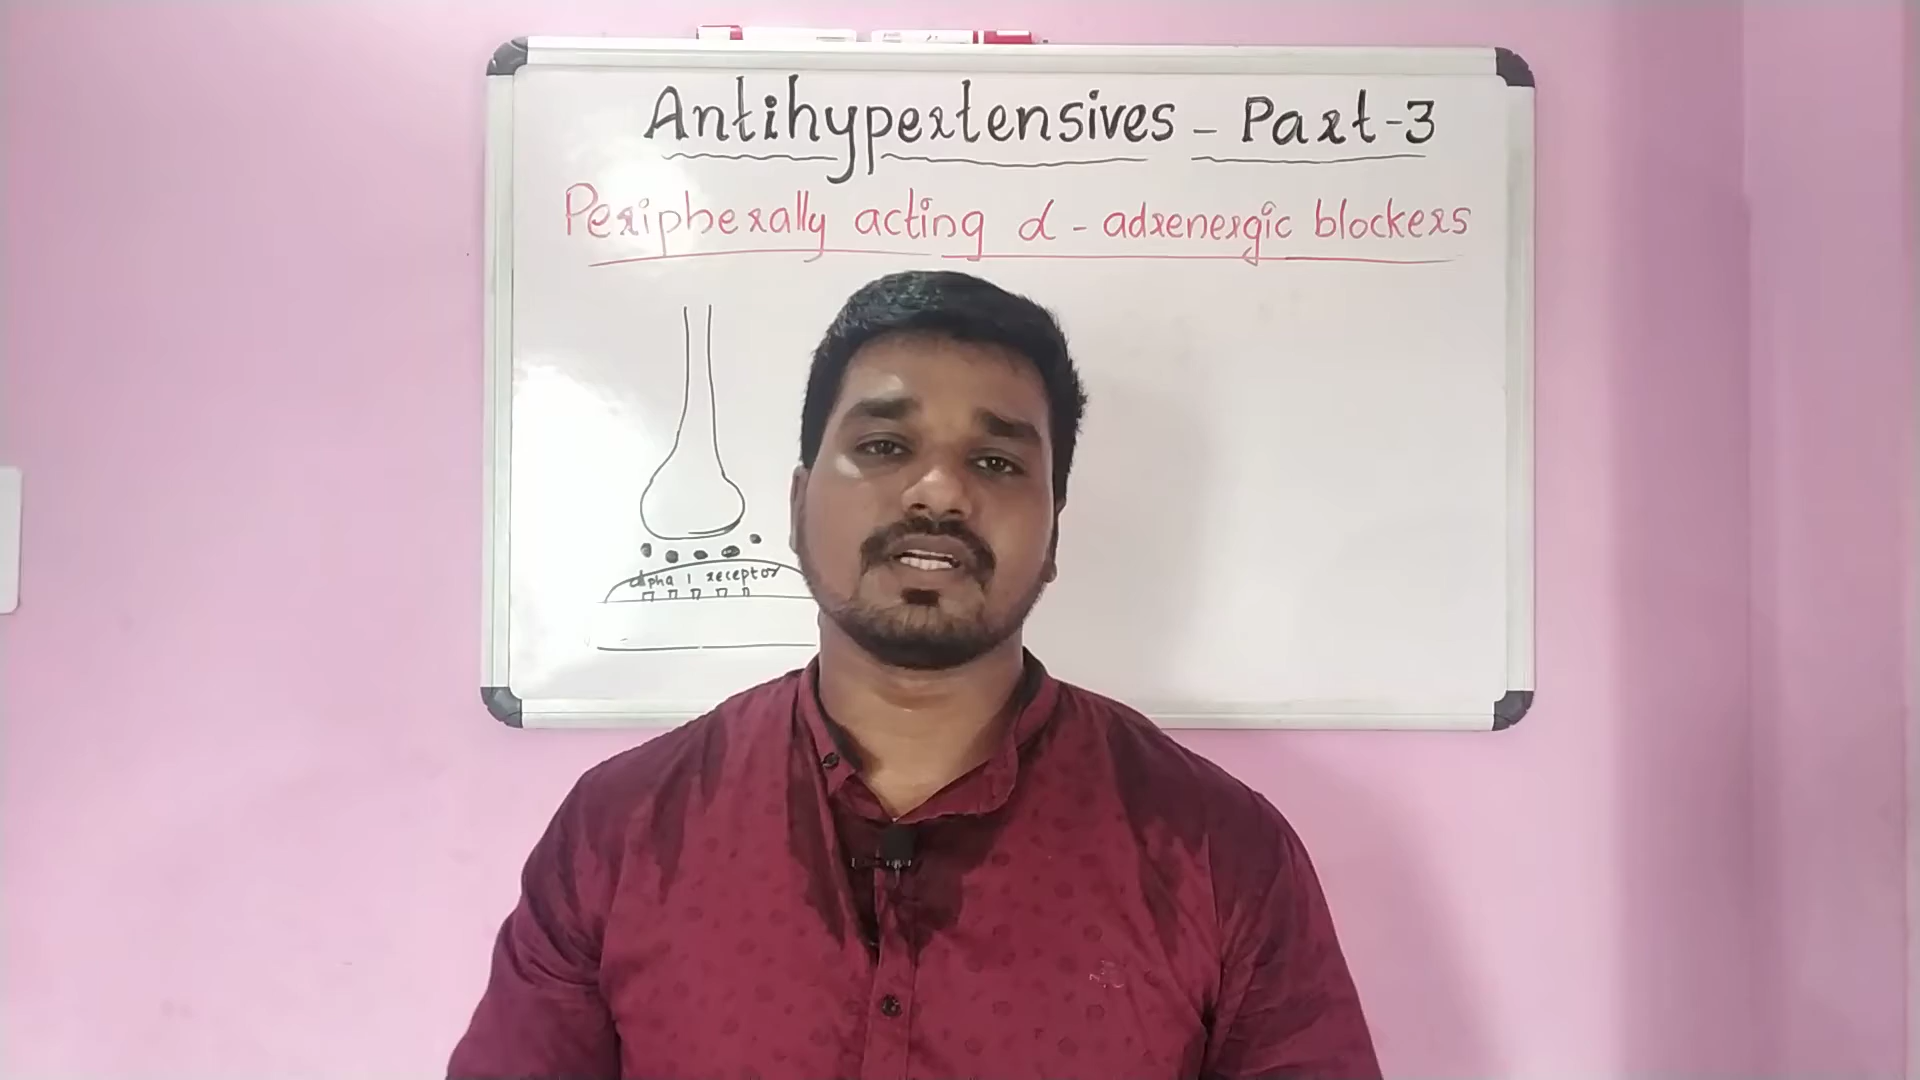 Antihypertensives - Part-3
Peripherally acting α - adrenergic blockers
alpha 1 receptor